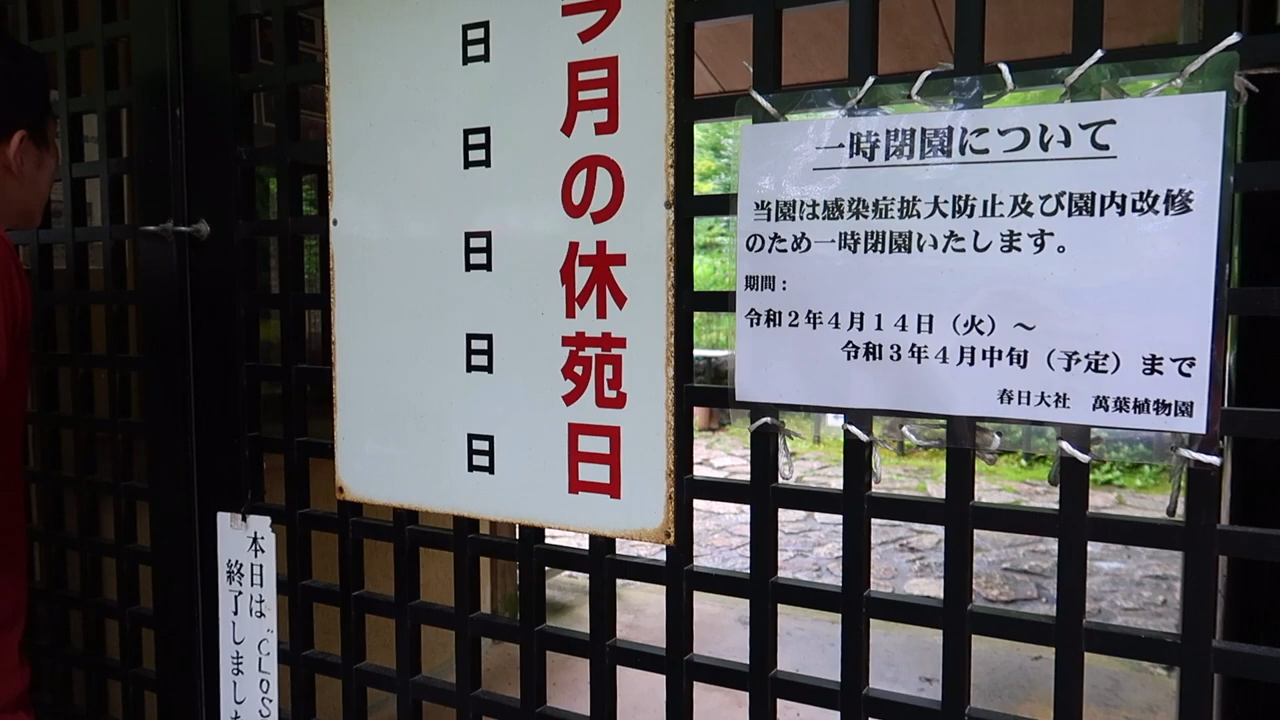 今月の休苑日
日
日
日
日
日
一時閉園について
当園は感染症拡大防止及び園内改修
のため一時閉園いたします。
期間：
令和２年４月１４日（火）～
令和３年４月中旬（予定）まで
春日大社　萬葉植物園
本日は〝CLOS
終了しました